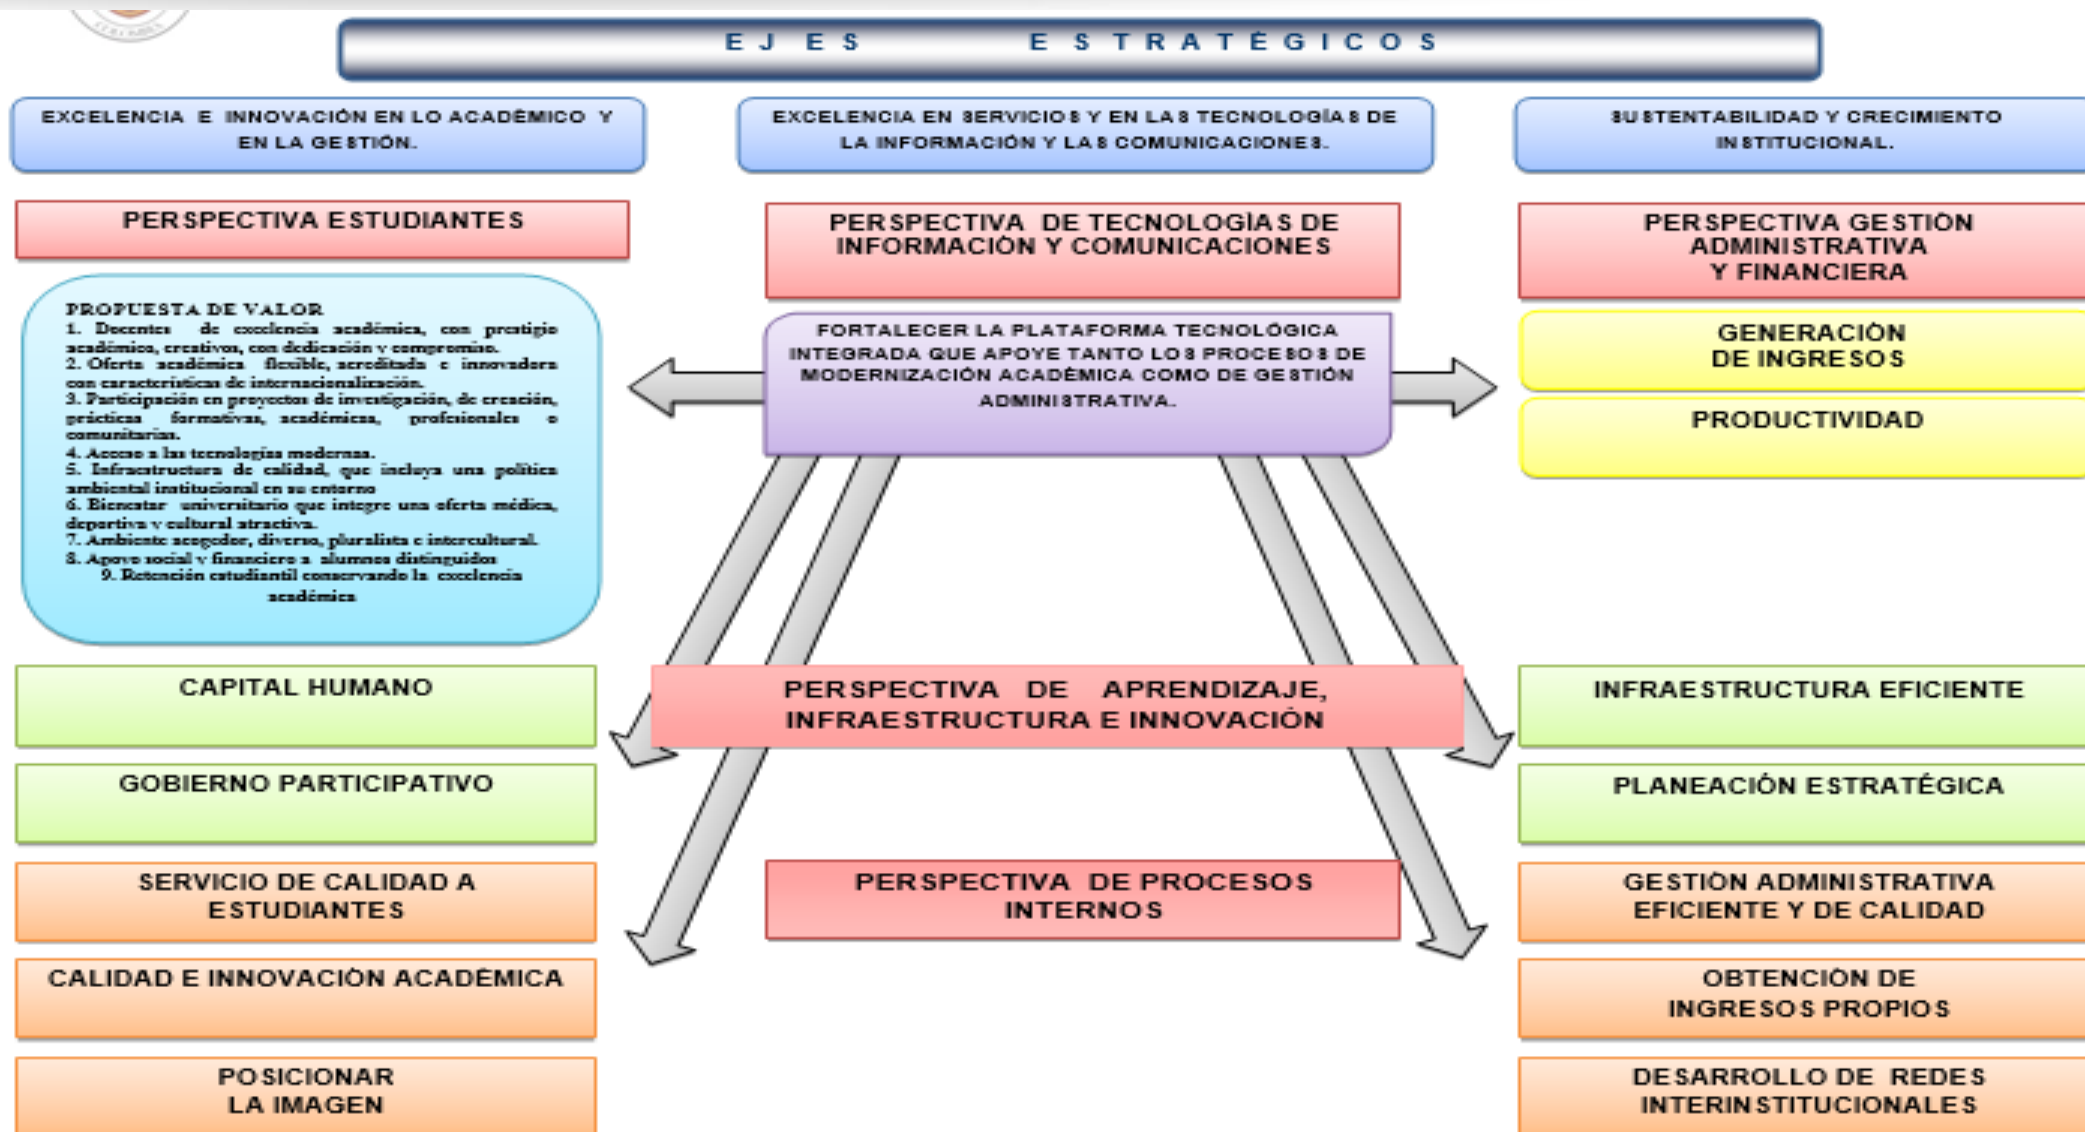 COLOMBIA
EJES ESTRATÉGICOS
EXCELENCIA E INNOVACIÓN EN LO ACADÉMICO Y
EN LA GESTIÓN.
EXCELENCIA EN SERVICIOS Y EN LAS TECNOLOGÍAS DE
LA INFORMACIÓN Y LAS COMUNICACIONES.
SUSTENTABILIDAD Y CRECIMIENTO
INSTITUCIONAL.
PERSPECTIVA ESTUDIANTES
PERSPECTIVA DE TECNOLOGÌAS DE
INFORMACIÓN Y COMUNICACIONES
PERSPECTIVA GESTIÓN
ADMINISTRATIVA
Y FINANCIERA
PROPUESTA DE VALOR
1. Docentes de excelencia académica, con prestigio
académico, creativos, con dedicación y compromiso.
2. Oferta académica flexible, acreditada e innovadora
con características de internacionalización.
3. Participación en proyectos de investigación, de creación,
prácticas formativas, académicas, profesionales o
comunitarias.
4. Acceso a las tecnologías modernas.
5. Infraestructura de calidad, que incluya una política
ambiental institucional en su entorno
6. Bienestar universitario que integre una oferta médica,
deportiva y cultural atractiva.
7. Ambiente acogedor, diverso, pluralista e intercultural.
8. Apoyo social y financiero a alumnos distinguidos
9. Retención estudiantil conservando la excelencia
académica
FORTALECER LA PLATAFORMA TECNOLÓGICA
INTEGRADA QUE APOYE TANTO LOS PROCESOS DE
MODERNIZACIÓN ACADÉMICA COMO DE GESTIÓN
ADMINISTRATIVA.
GENERACIÓN
DE INGRESOS
PRODUCTIVIDAD
CAPITAL HUMANO
PERSPECTIVA DE APRENDIZAJE,
INFRAESTRUCTURA E INNOVACIÓN
INFRAESTRUCTURA EFICIENTE
GOBIERNO PARTICIPATIVO
PLANEACIÓN ESTRATÉGICA
SERVICIO DE CALIDAD A
ESTUDIANTES
PERSPECTIVA DE PROCESOS
INTERNOS
GESTIÓN ADMINISTRATIVA
EFICIENTE Y DE CALIDAD
CALIDAD E INNOVACIÓN ACADÉMICA
OBTENCIÓN DE
INGRESOS PROPIOS
POSICIONAR
LA IMAGEN
DESARROLLO DE REDES
INTERINSTITUCIONALES